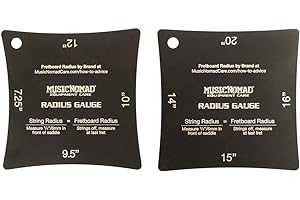 12"
Fretboard Radius by Brand at
MusicNomadCare.com/how-to-advice
7.25"
10"
MUSICNOMAD
EQUIPMENT CARE
RADIUS GAUGE
String Radius = Fretboard Radius
Measure ¼"/6mm in
front of saddle
Strings off, measure
at last fret
9.5"
20"
Fretboard Radius by Brand at
MusicNomadCare.com/how-to-advice
14"
16"
MUSICNOMAD
EQUIPMENT CARE
RADIUS GAUGE
String Radius = Fretboard Radius
Measure ¼"/6mm in
front of saddle
Strings off, measure
at last fret
15"